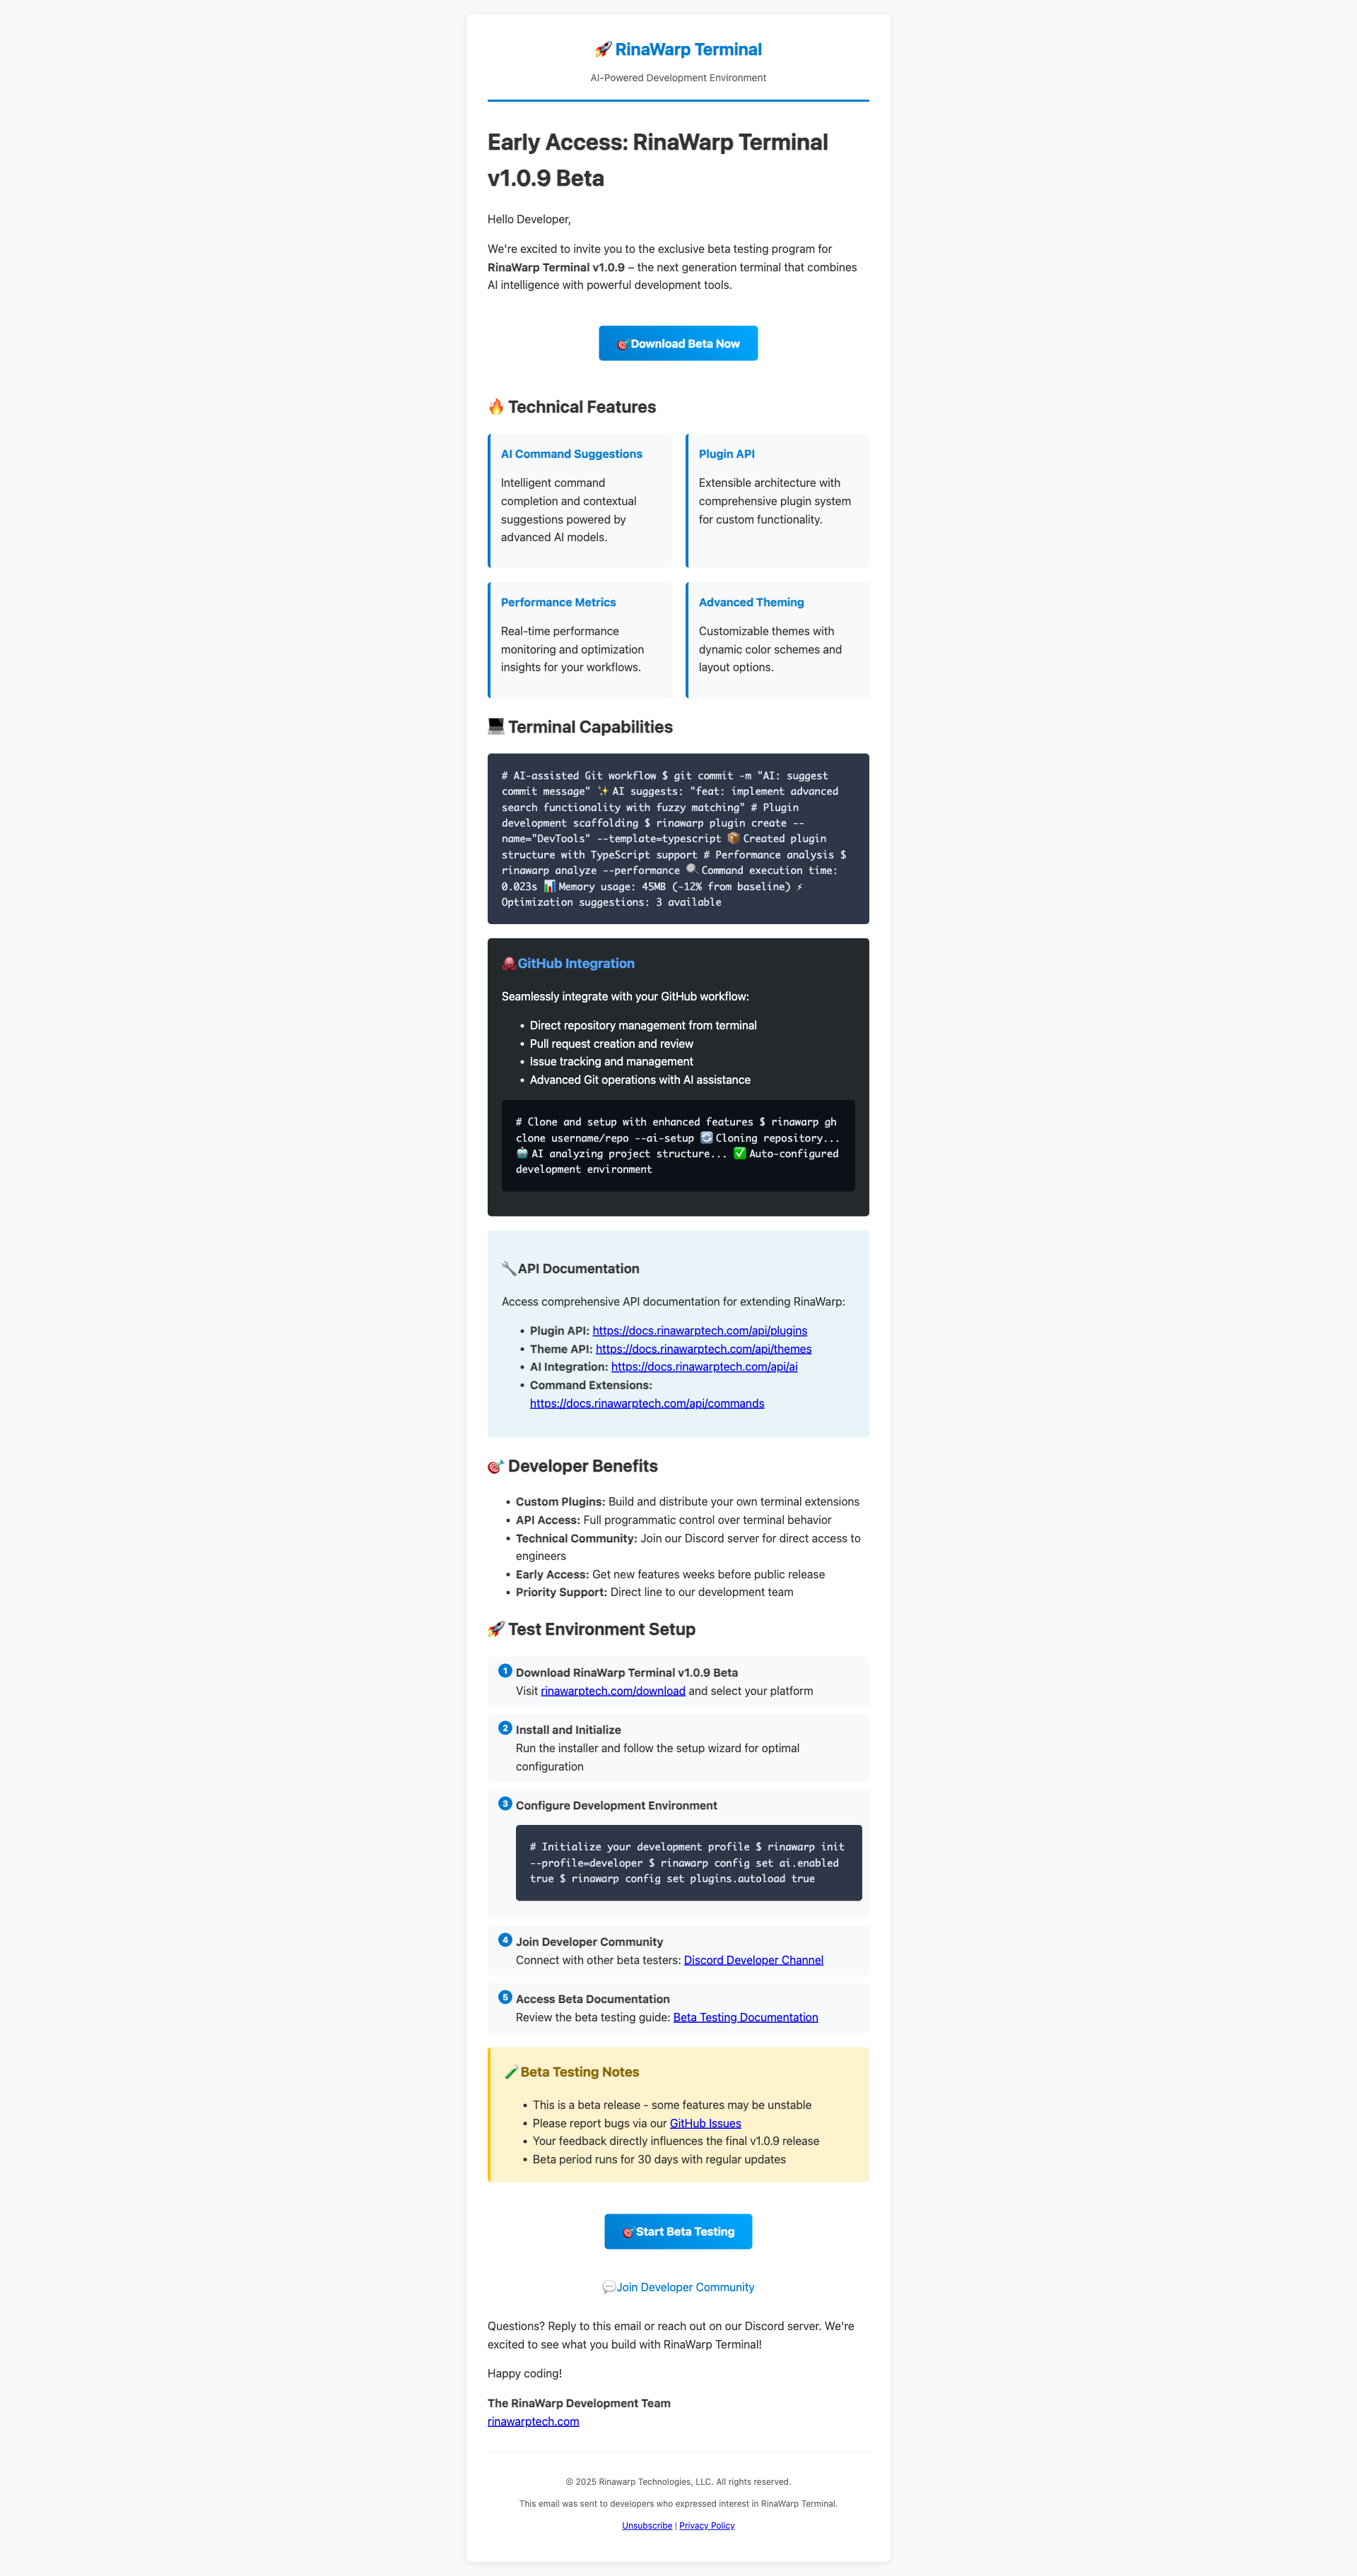 🚀 RinaWarp Terminal
AI-Powered Development Environment
Early Access: RinaWarp Terminal
v1.0.9 Beta
Hello Developer,
We're excited to invite you to the exclusive beta testing program for
RinaWarp Terminal v1.0.9 – the next generation terminal that combines
AI intelligence with powerful development tools.
🎯 Download Beta Now
🔥 Technical Features
AI Command Suggestions
Intelligent command
completion and contextual
suggestions powered by
advanced AI models.
Plugin API
Extensible architecture with
comprehensive plugin system
for custom functionality.
Performance Metrics
Real-time performance
monitoring and optimization
insights for your workflows.
Advanced Theming
Customizable themes with
dynamic color schemes and
layout options.
💻 Terminal Capabilities
# AI-assisted Git workflow $ git commit -m "AI: suggest
commit message" ✨ AI suggests: "feat: implement advanced
search functionality with fuzzy matching" # Plugin
development scaffolding $ rinawarp plugin create --
name="DevTools" --template=typescript 📦 Created plugin
structure with TypeScript support # Performance analysis $
rinawarp analyze --performance 🔍 Command execution time:
0.023s 📊 Memory usage: 45MB (-12% from baseline) ⚡
Optimization suggestions: 3 available
🐙 GitHub Integration
Seamlessly integrate with your GitHub workflow:
• Direct repository management from terminal
• Pull request creation and review
• Issue tracking and management
• Advanced Git operations with AI assistance
# Clone and setup with enhanced features $ rinawarp gh
clone username/repo --ai-setup 🔄 Cloning repository...
🤖 AI analyzing project structure... ✅ Auto-configured
development environment
🔧 API Documentation
Access comprehensive API documentation for extending RinaWarp:
• Plugin API: https://docs.rinawarptech.com/api/plugins
• Theme API: https://docs.rinawarptech.com/api/themes
• AI Integration: https://docs.rinawarptech.com/api/ai
• Command Extensions:
https://docs.rinawarptech.com/api/commands
🎯 Developer Benefits
• Custom Plugins: Build and distribute your own terminal extensions
• API Access: Full programmatic control over terminal behavior
• Technical Community: Join our Discord server for direct access to
engineers
• Early Access: Get new features weeks before public release
• Priority Support: Direct line to our development team
🚀 Test Environment Setup
1 Download RinaWarp Terminal v1.0.9 Beta
Visit rinawarptech.com/download and select your platform
2 Install and Initialize
Run the installer and follow the setup wizard for optimal
configuration
3 Configure Development Environment
# Initialize your development profile $ rinawarp init
--profile=developer $ rinawarp config set ai.enabled
true $ rinawarp config set plugins.autoload true
4 Join Developer Community
Connect with other beta testers: Discord Developer Channel
5 Access Beta Documentation
Review the beta testing guide: Beta Testing Documentation
🧪 Beta Testing Notes
• This is a beta release - some features may be unstable
• Please report bugs via our GitHub Issues
• Your feedback directly influences the final v1.0.9 release
• Beta period runs for 30 days with regular updates
🎯 Start Beta Testing
💬 Join Developer Community
Questions? Reply to this email or reach out on our Discord server. We're
excited to see what you build with RinaWarp Terminal!
Happy coding!
The RinaWarp Development Team
rinawarptech.com
© 2025 Rinawarp Technologies, LLC. All rights reserved.
This email was sent to developers who expressed interest in RinaWarp Terminal.
Unsubscribe | Privacy Policy